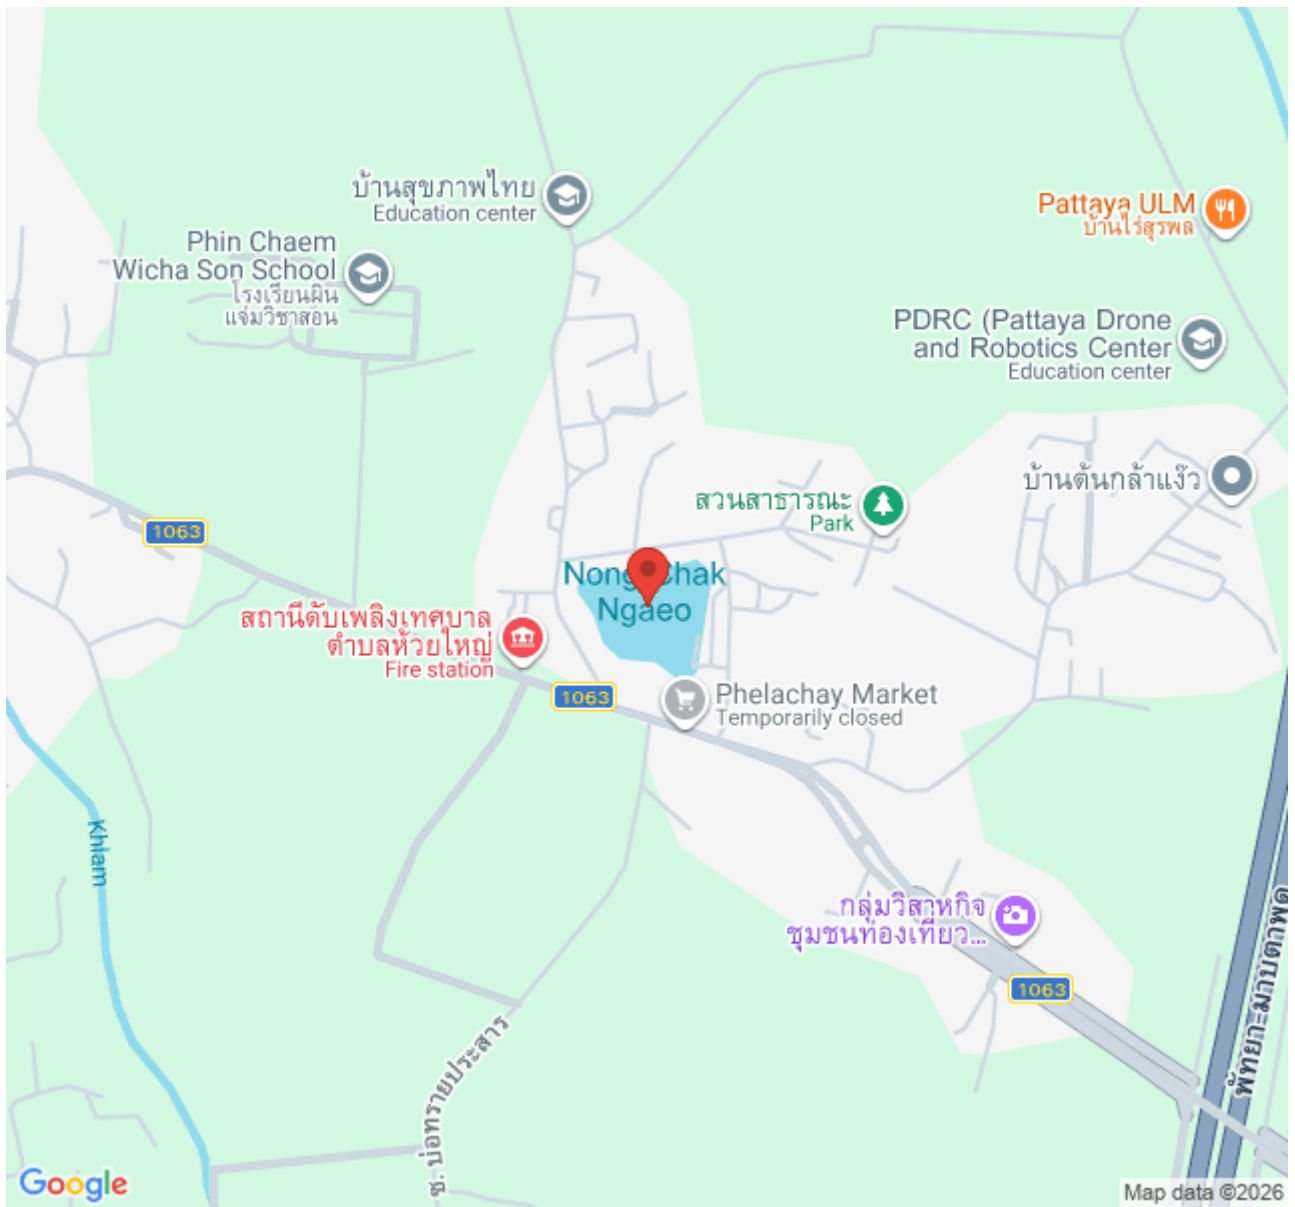 บ้านสุขภาพไทย
Education center
Pattaya ULM
บ้านไร่สุรพล
Phin Chaem
Wicha Son School
โรงเรียนผิน
แจ่มวิชาสอน
PDRC (Pattaya Drone
and Robotics Center
Education center
บ้านต้นกล้าแง๊ว
สวนสาธารณะ
Park
1063
Nong Chak
Ngaeo
สถานีดับเพลิงเทศบาล
ตำบลห้วยใหญ่
Fire station
1063
Phelachay Market
Temporarily closed
Khlam
กลุ่มวิสาหกิจ
ชุมชนท่องเที่ยว...
1063
พัทยา-มาบตาพุด
ซ. บ่อทรายประสาร
Google
Map data ©2026